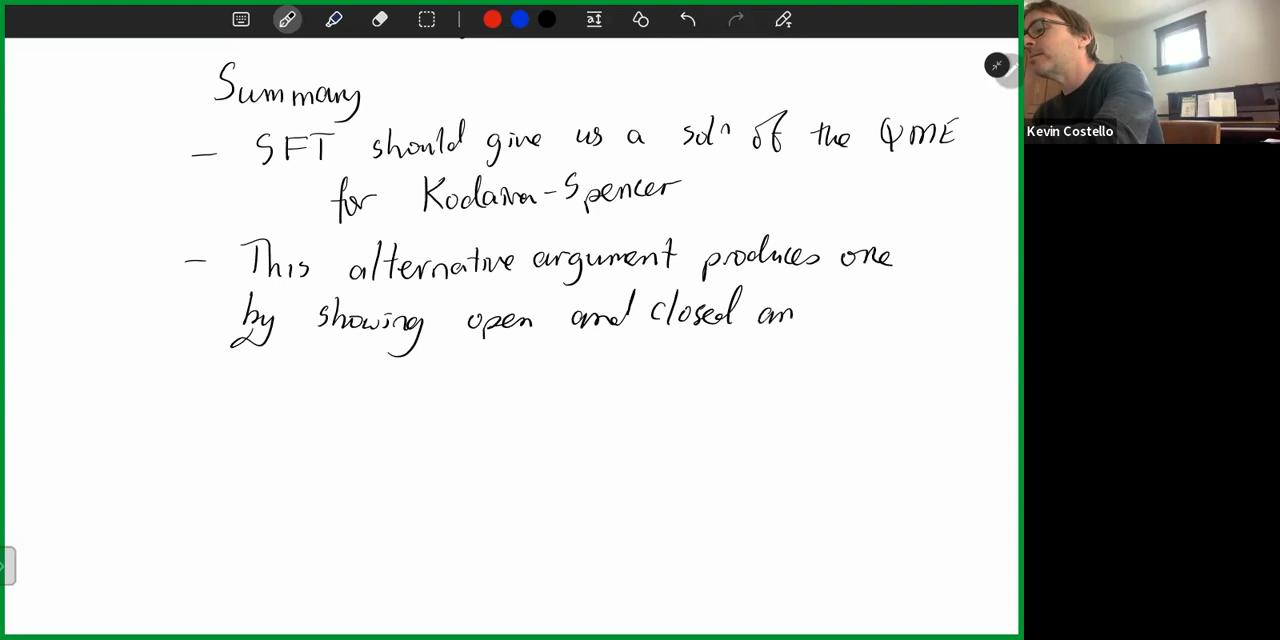 Summary
- SFT should give us a solⁿ of the QME
for Kodaira-Spencer
- This alternative argument produces one
by showing open and closed an
Kevin Costello